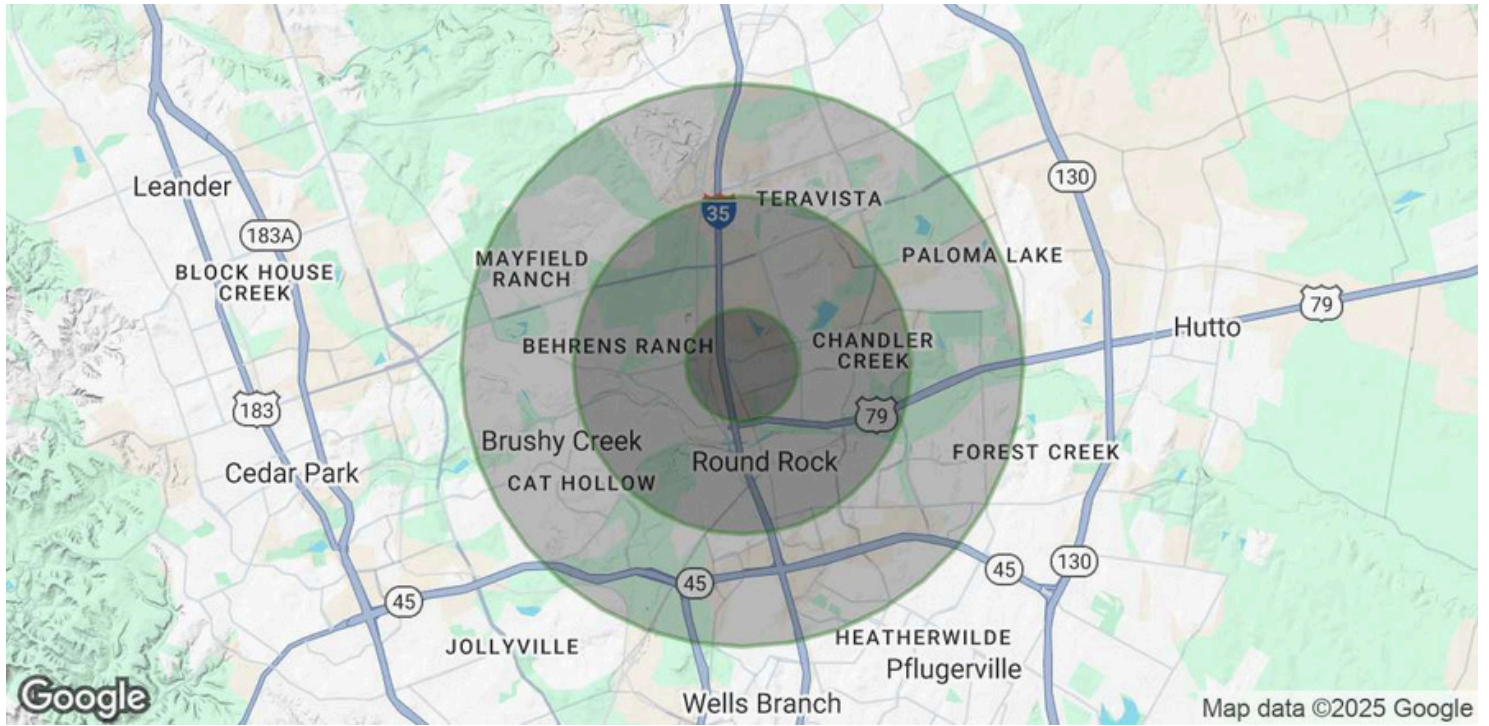 130
Leander
TERAVISTA
35
183A
MAYFIELD
RANCH
PALOMA LAKE
BLOCK HOUSE
CREEK
79
Hutto
BEHRENS RANCH
CHANDLER
CREEK
183
79
Brushy Creek
Round Rock
FOREST CREEK
Cedar Park
CAT HOLLOW
130
45
45
45
HEATHERWILDE
JOLLYVILLE
Pflugerville
Wells Branch
Google
Map data ©2025 Google